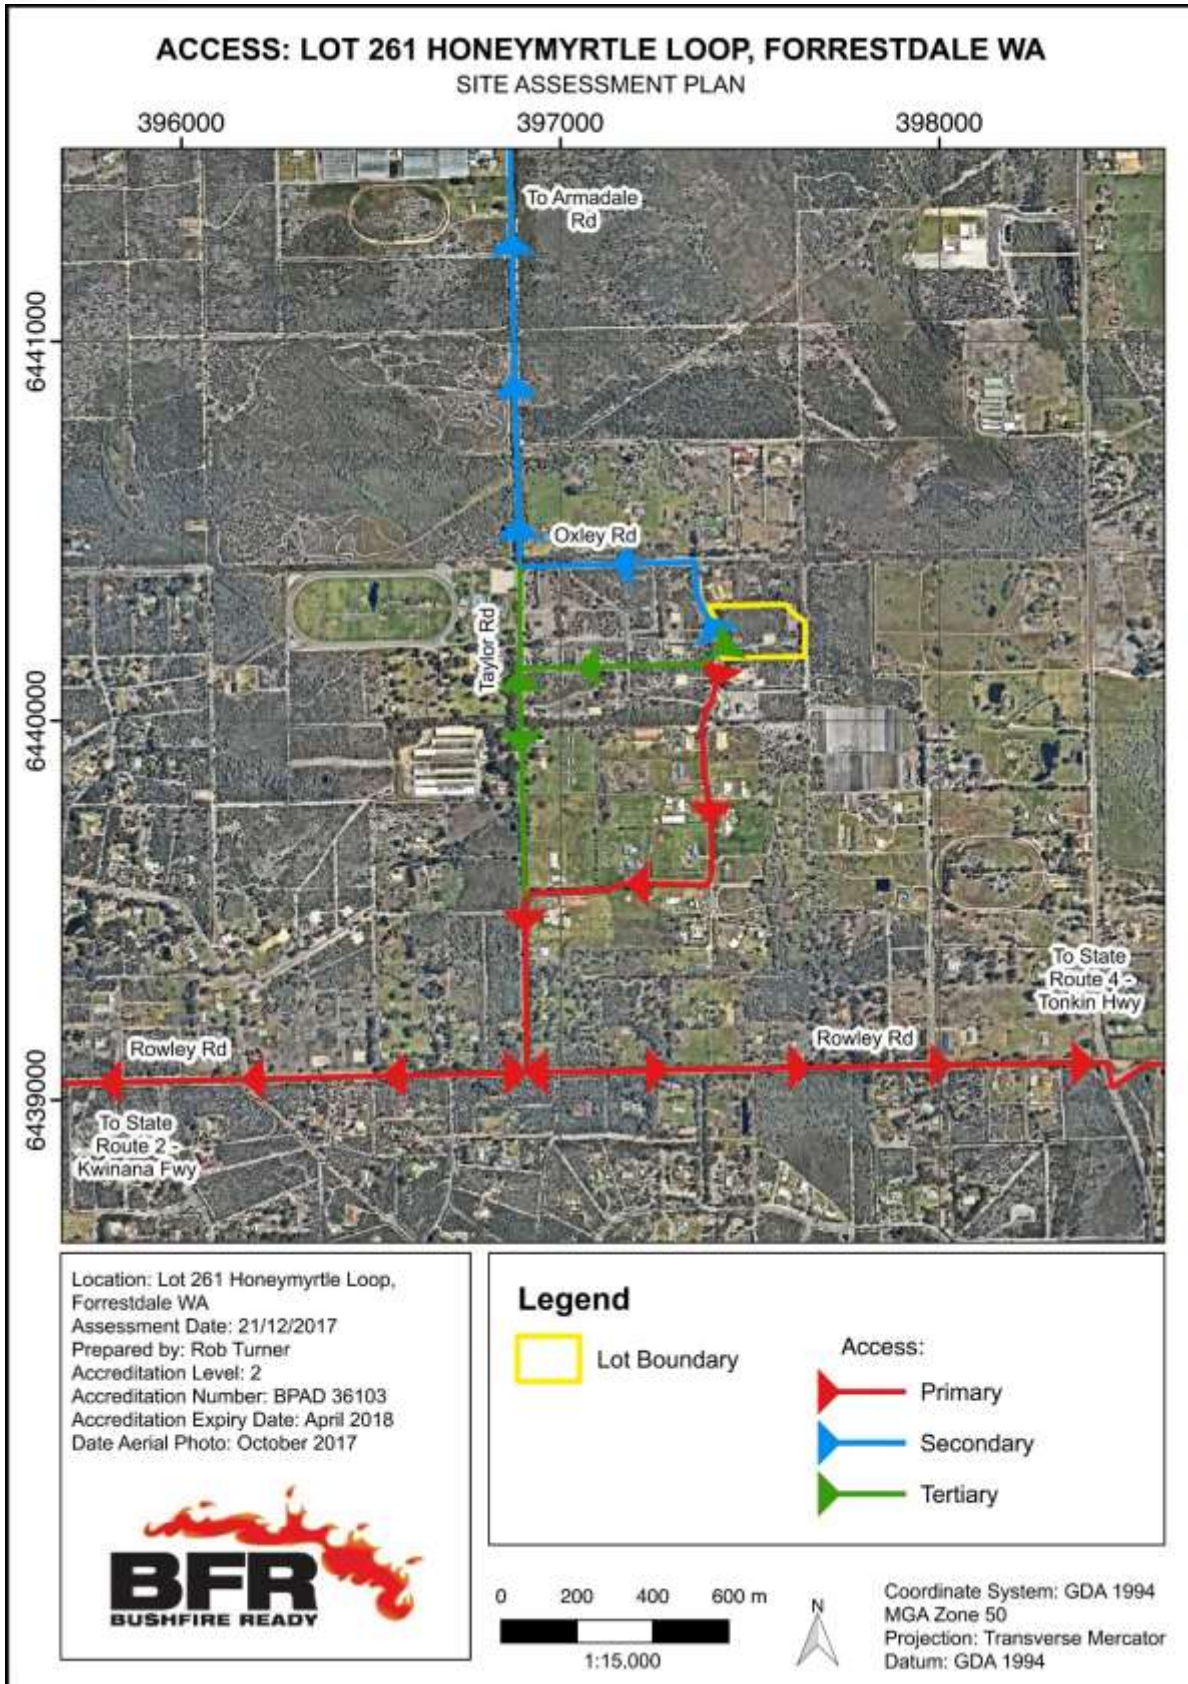 ACCESS: LOT 261 HONEYMYRTLE LOOP, FORRESTDALE WA
SITE ASSESSMENT PLAN
396000
397000
398000
6441000
6440000
6439000
To Armadale
Rd
Oxley Rd
Taylor Rd
To State
Route 4 -
Tonkin Hwy
Rowley Rd
Rowley Rd
To State
Route 2 -
Kwinana Fwy
Location: Lot 261 Honeymyrtle Loop,
Forrestdale WA
Assessment Date: 21/12/2017
Prepared by: Rob Turner
Accreditation Level: 2
Accreditation Number: BPAD 36103
Accreditation Expiry Date: April 2018
Date Aerial Photo: October 2017
BFR
BUSHFIRE READY
Legend
Lot Boundary
Access:
Primary
Secondary
Tertiary
0 200 400 600 m
1:15,000
N
Coordinate System: GDA 1994
MGA Zone 50
Projection: Transverse Mercator
Datum: GDA 1994